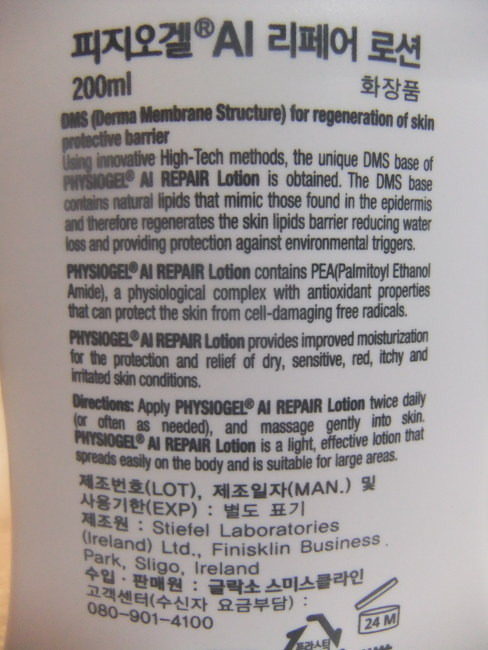 피지오겔®AI 리페어 로션
200ml 화장품
DMS (Derma Membrane Structure) for regeneration of skin
protective barrier
Using innovative High-Tech methods, the unique DMS base of
PHYSIOGEL® AI REPAIR Lotion is obtained. The DMS base
contains natural lipids that mimic those found in the epidermis
and therefore regenerates the skin lipids barrier reducing water
loss and providing protection against environmental triggers.
PHYSIOGEL® AI REPAIR Lotion contains PEA(Palmitoyl Ethanol
Amide), a physiological complex with antioxidant properties
that can protect the skin from cell-damaging free radicals.
PHYSIOGEL® AI REPAIR Lotion provides improved moisturization
for the protection and relief of dry, sensitive, red, itchy and
irritated skin conditions.
Directions: Apply PHYSIOGEL® AI REPAIR Lotion twice daily
(or often as needed), and massage gently into skin.
PHYSIOGEL® AI REPAIR Lotion is a light, effective lotion that
spreads easily on the body and is suitable for large areas.
제조번호(LOT), 제조일자(MAN.) 및
사용기한(EXP) : 별도 표기
제조원 : Stiefel Laboratories
(Ireland) Ltd., Finisklin Business
Park, Sligo, Ireland
수입·판매원 : 글락소 스미스클라인
고객센터(수신자 요금부담) :
080-901-4100
24 M
플라스틱